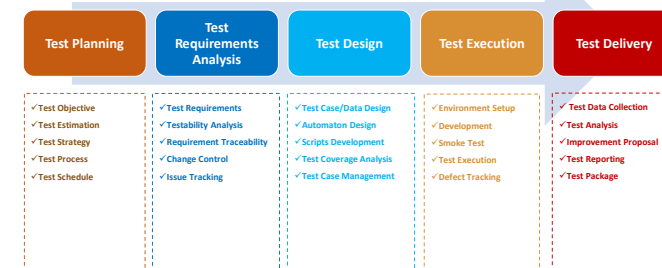 Test Planning
Test
Requirements
Analysis
Test Design
Test Execution
Test Delivery
✓Test Objective
✓Test Estimation
✓Test Strategy
✓Test Process
✓Test Schedule
✓Test Requirements
✓Testability Analysis
✓Requirement Traceability
✓Change Control
✓Issue Tracking
✓Test Case/Data Design
✓Automaton Design
✓Scripts Development
✓Test Coverage Analysis
✓Test Case Management
✓Environment Setup
✓Development
✓Smoke Test
✓Test Execution
✓Defect Tracking
✓Test Data Collection
✓Test Analysis
✓Improvement Proposal
✓Test Reporting
✓Test Package